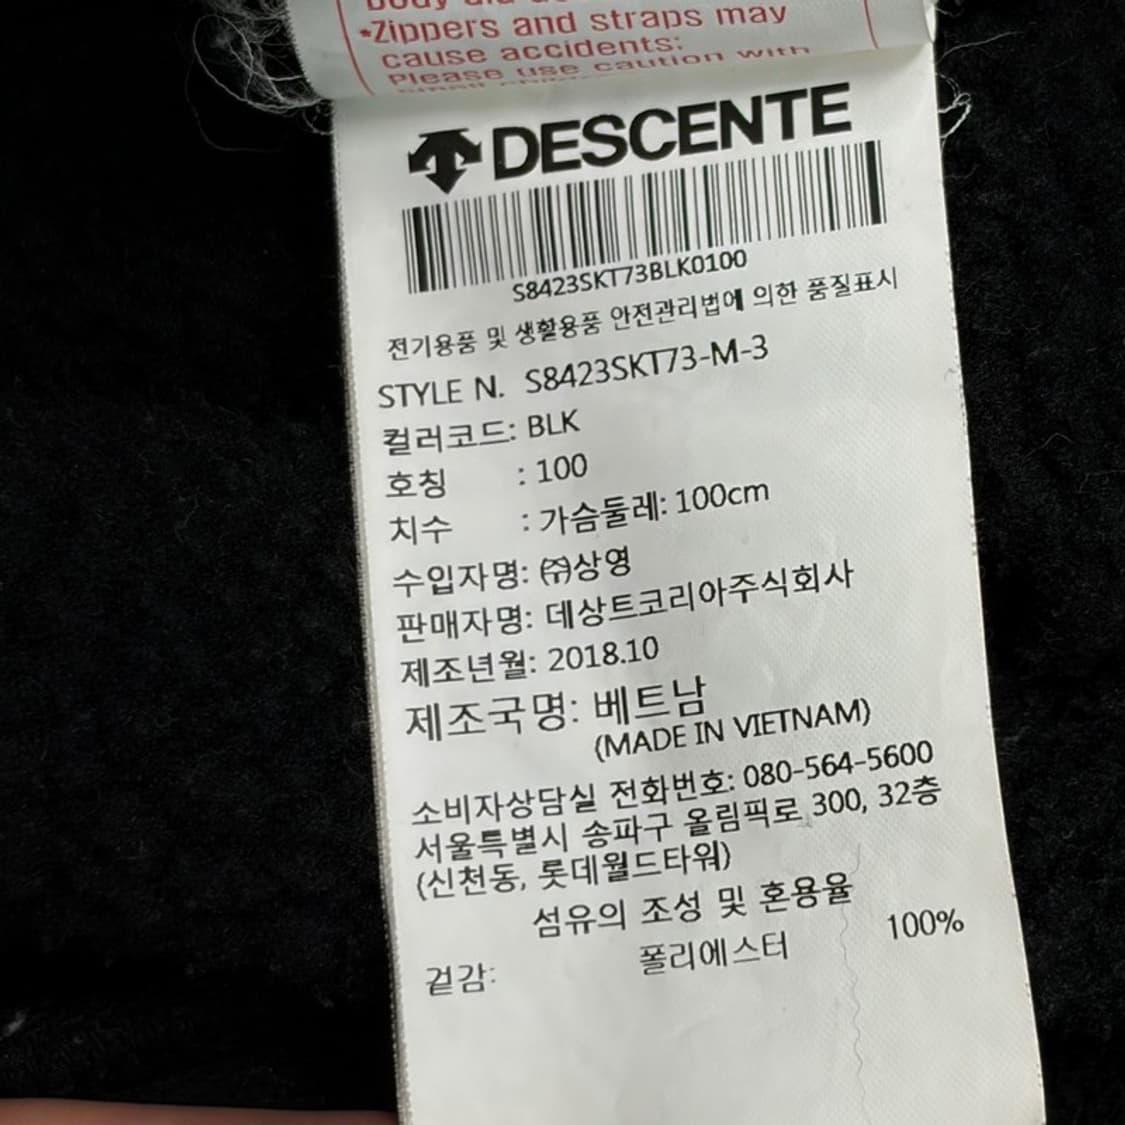 *Zippers and straps may
cause accidents:
Please use caution with
DESCENTE
S8423SKT73BLK0100
전기용품 및 생활용품 안전관리법에 의한 품질표시
STYLE N. S8423SKT73-M-3
컬러코드: BLK
호칭 : 100
치수 : 가슴둘레: 100cm
수입자명: ㈜상영
판매자명: 데상트코리아주식회사
제조년월: 2018.10
제조국명: 베트남
(MADE IN VIETNAM)
소비자상담실 전화번호: 080-564-5600
서울특별시 송파구 올림픽로 300, 32층
(신천동, 롯데월드타워)
섬유의 조성 및 혼용율
겉감: 폴리에스터 100%